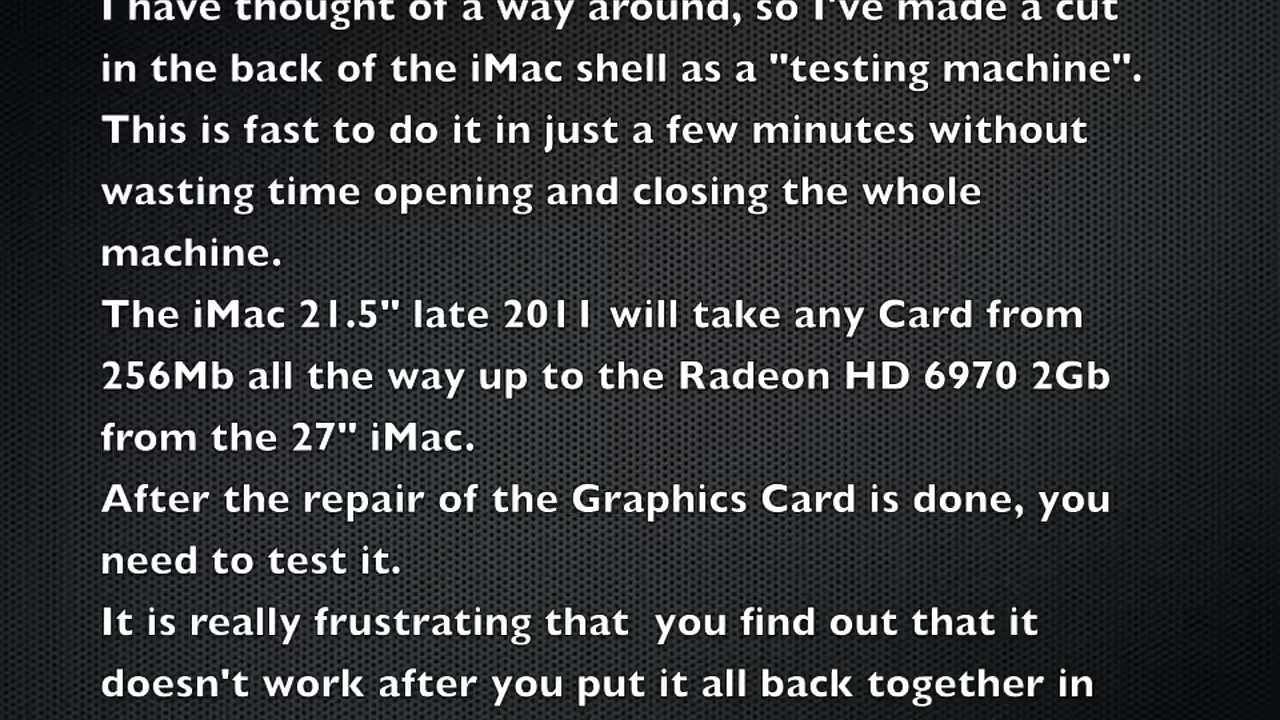 I have thought of a way around, so I've made a cut
in the back of the iMac shell as a "testing machine".
This is fast to do it in just a few minutes without
wasting time opening and closing the whole
machine.
The iMac 21.5" late 2011 will take any Card from
256Mb all the way up to the Radeon HD 6970 2Gb
from the 27" iMac.
After the repair of the Graphics Card is done, you
need to test it.
It is really frustrating that  you find out that it
doesn't work after you put it all back together in